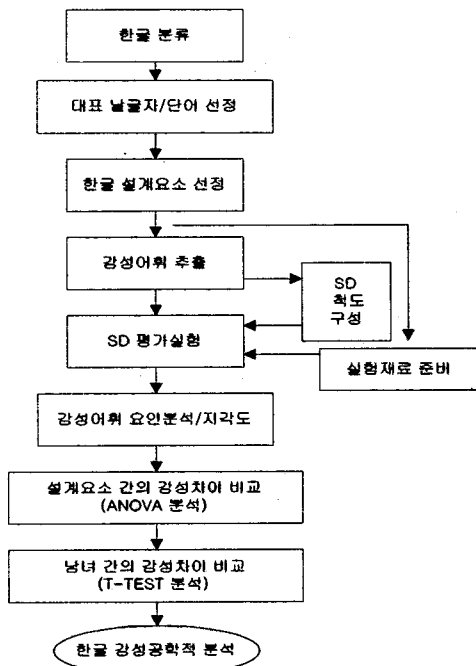 한글 분류
대표 낱글자/단어 선정
한글 설계요소 선정
감성어휘 추출
SD
척도
구성
SD 평가실험
실험재료 준비
감성어휘 요인분석/지각도
설계요소 간의 감성차이 비교
(ANOVA 분석)
남녀 간의 감성차이 비교
(T-TEST 분석)
한글 감성공학적 분석